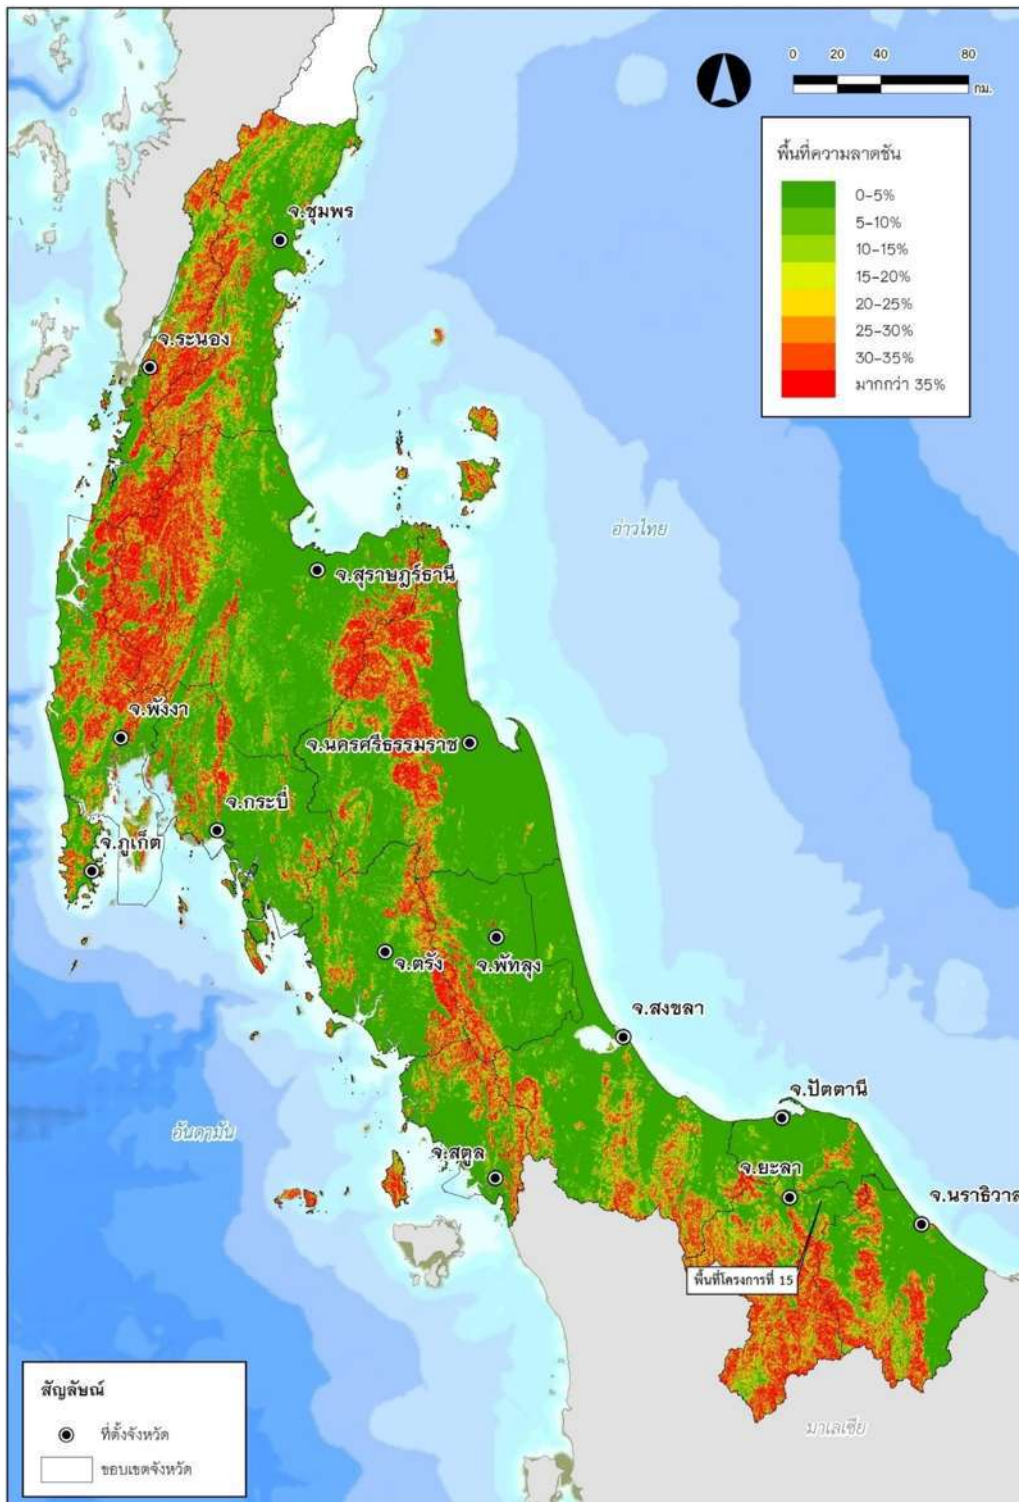 0 20 40 80
กม.
พื้นที่ความลาดชัน
0-5%
5-10%
10-15%
15-20%
20-25%
25-30%
30-35%
มากกว่า 35%
จ.ชุมพร
จ.ระนอง
อ่าวไทย
จ.สุราษฎร์ธานี
จ.พังงา
จ.นครศรีธรรมราช
จ.กระบี่
จ.ภูเก็ต
จ.ตรัง
จ.พัทลุง
จ.สงขลา
จ.ปัตตานี
อันดามัน
จ.สตูล
จ.ยะลา
จ.นราธิวาส
พื้นที่โครงการที่ 15
มาเลเซีย
สัญลัษณ์
ที่ตั้งจังหวัด
ขอบเขตจังหวัด